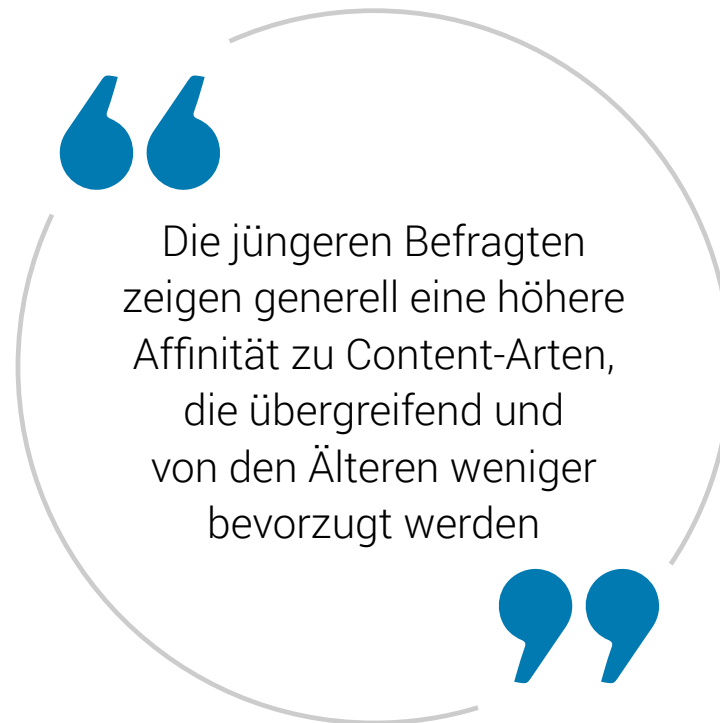 Die jüngeren Befragten
zeigen generell eine höhere
Affinität zu Content-Arten,
die übergreifend und
von den Älteren weniger
bevorzugt werden